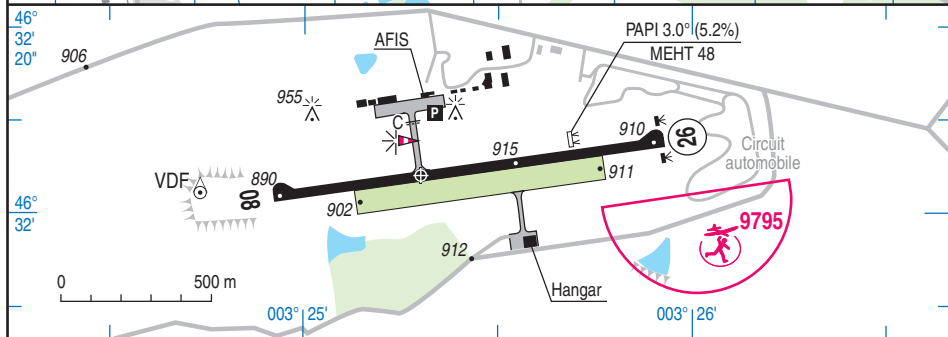 46°
32'
20"
906
AFIS
PAPI 3.0° (5.2%)
MEHT 48
955
P
C
910
26
915
Circuit
automobile
VDF
890
08
911
902
46°
32'
9795
912
0
500 m
Hangar
003° 25'
003° 26'